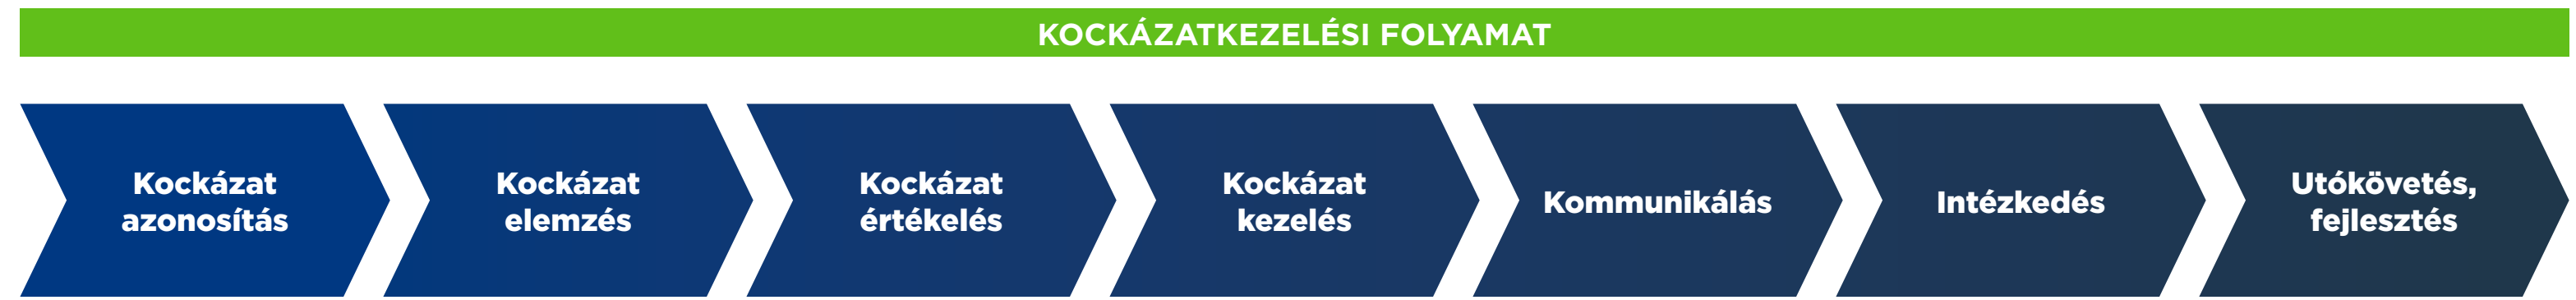 KOCKÁZATKEZELÉSI FOLYAMAT
Kockázat
azonosítás
Kockázat
elemzés
Kockázat
értékelés
Kockázat
kezelés
Kommunikálás
Intézkedés
Utókövetés,
fejlesztés